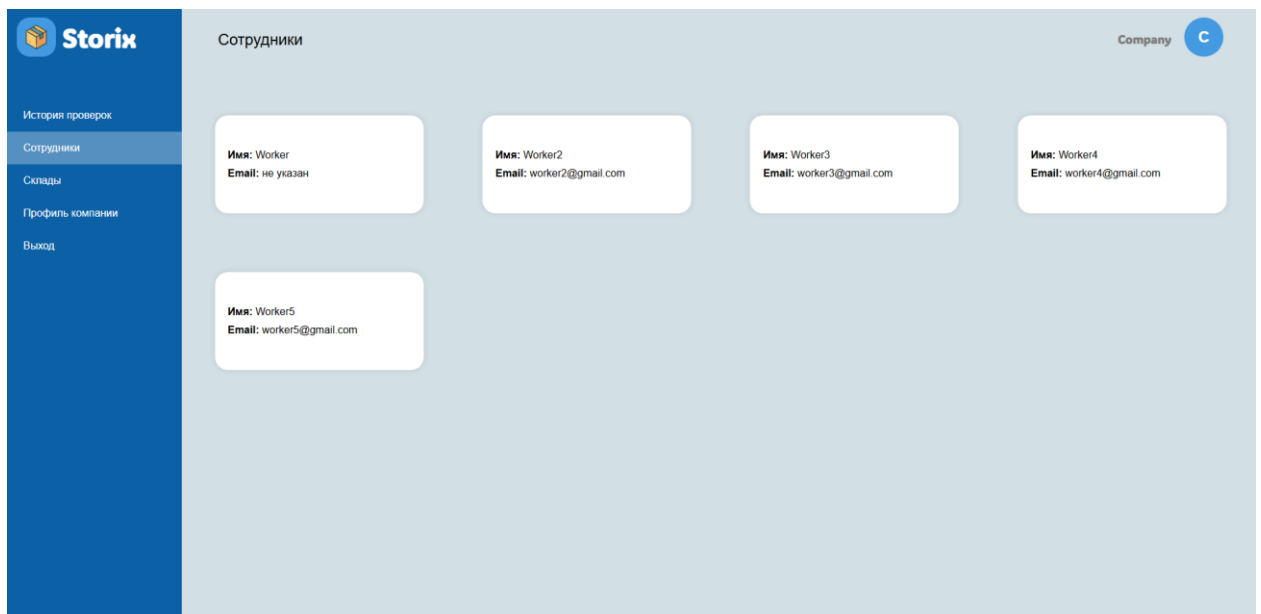 Storix
Сотрудники
Company
C
История проверок
Сотрудники
Склады
Профиль компании
Выход
Имя: Worker
Email: не указан
Имя: Worker2
Email: worker2@gmail.com
Имя: Worker3
Email: worker3@gmail.com
Имя: Worker4
Email: worker4@gmail.com
Имя: Worker5
Email: worker5@gmail.com